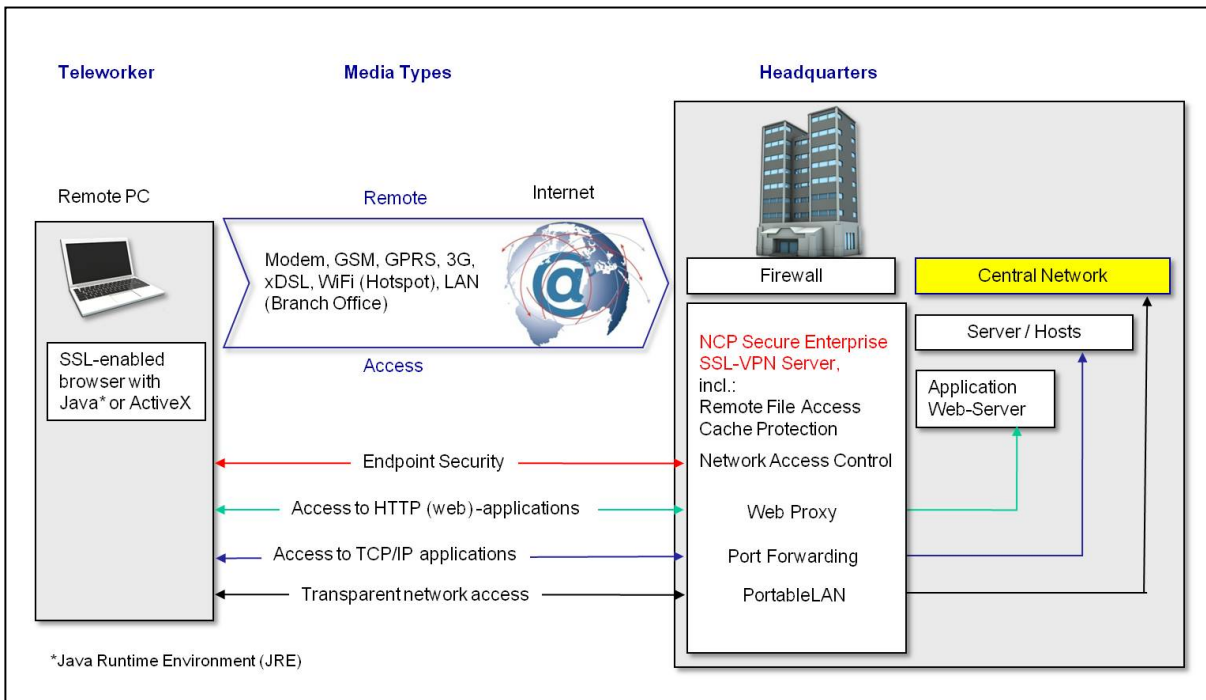 Teleworker
Media Types
Headquarters
Remote PC
Remote
Internet
Modem, GSM, GPRS, 3G,
xDSL, WiFi (Hotspot), LAN
(Branch Office)
@
Access
SSL-enabled
browser with
Java* or ActiveX
Firewall
Central Network
NCP Secure Enterprise
SSL-VPN Server,
incl.:
Remote File Access
Cache Protection
Server / Hosts
Application
Web-Server
Endpoint Security
Network Access Control
Access to HTTP (web)-applications
Web Proxy
Access to TCP/IP applications
Port Forwarding
Transparent network access
PortableLAN
*Java Runtime Environment (JRE)